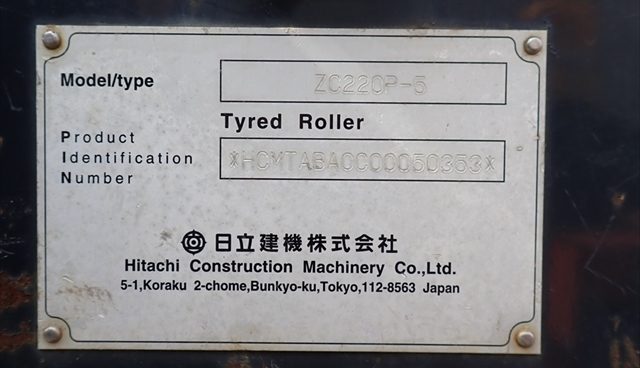 Model/type ZC220P-5
Tyred Roller
Product
Identification
Number
*HCMTABA0C00050353*
日立建機株式会社
Hitachi Construction Machinery Co.,Ltd.
5-1,Koraku 2-chome,Bunkyo-ku,Tokyo,112-8563 Japan